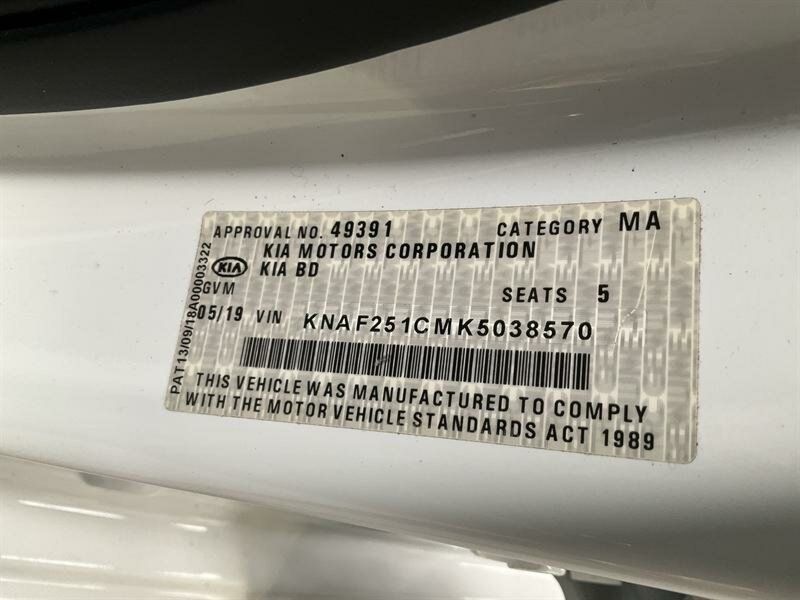 APPROVAL NO. 49391 CATEGORY MA
KIA MOTORS CORPORATION
KIA KIA BD
GVM SEATS 5
05/19 VIN KNAF251CMK5038570
THIS VEHICLE WAS MANUFACTURED TO COMPLY
WITH THE MOTOR VEHICLE STANDARDS ACT 1989
PAT13/09/18A00003322